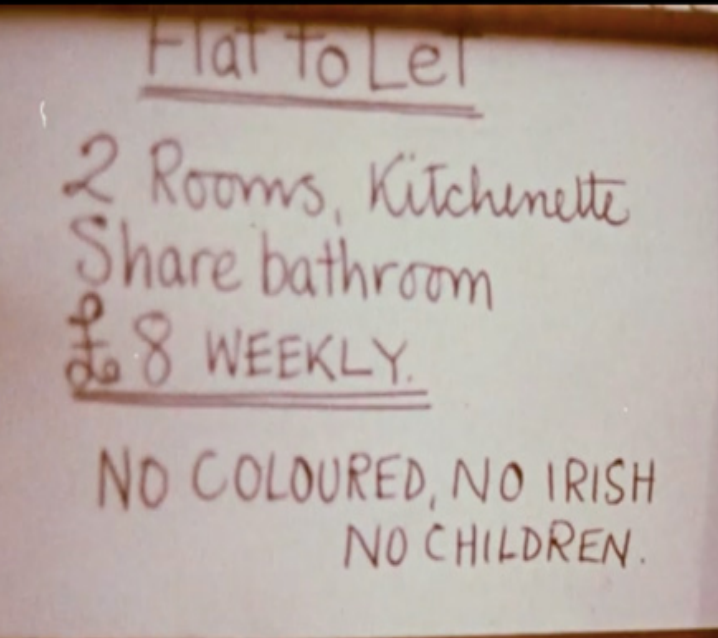 Flat To Let
2 Rooms, Kitchenette
Share bathroom
£8 WEEKLY.
NO COLOURED, NO IRISH
NO CHILDREN.